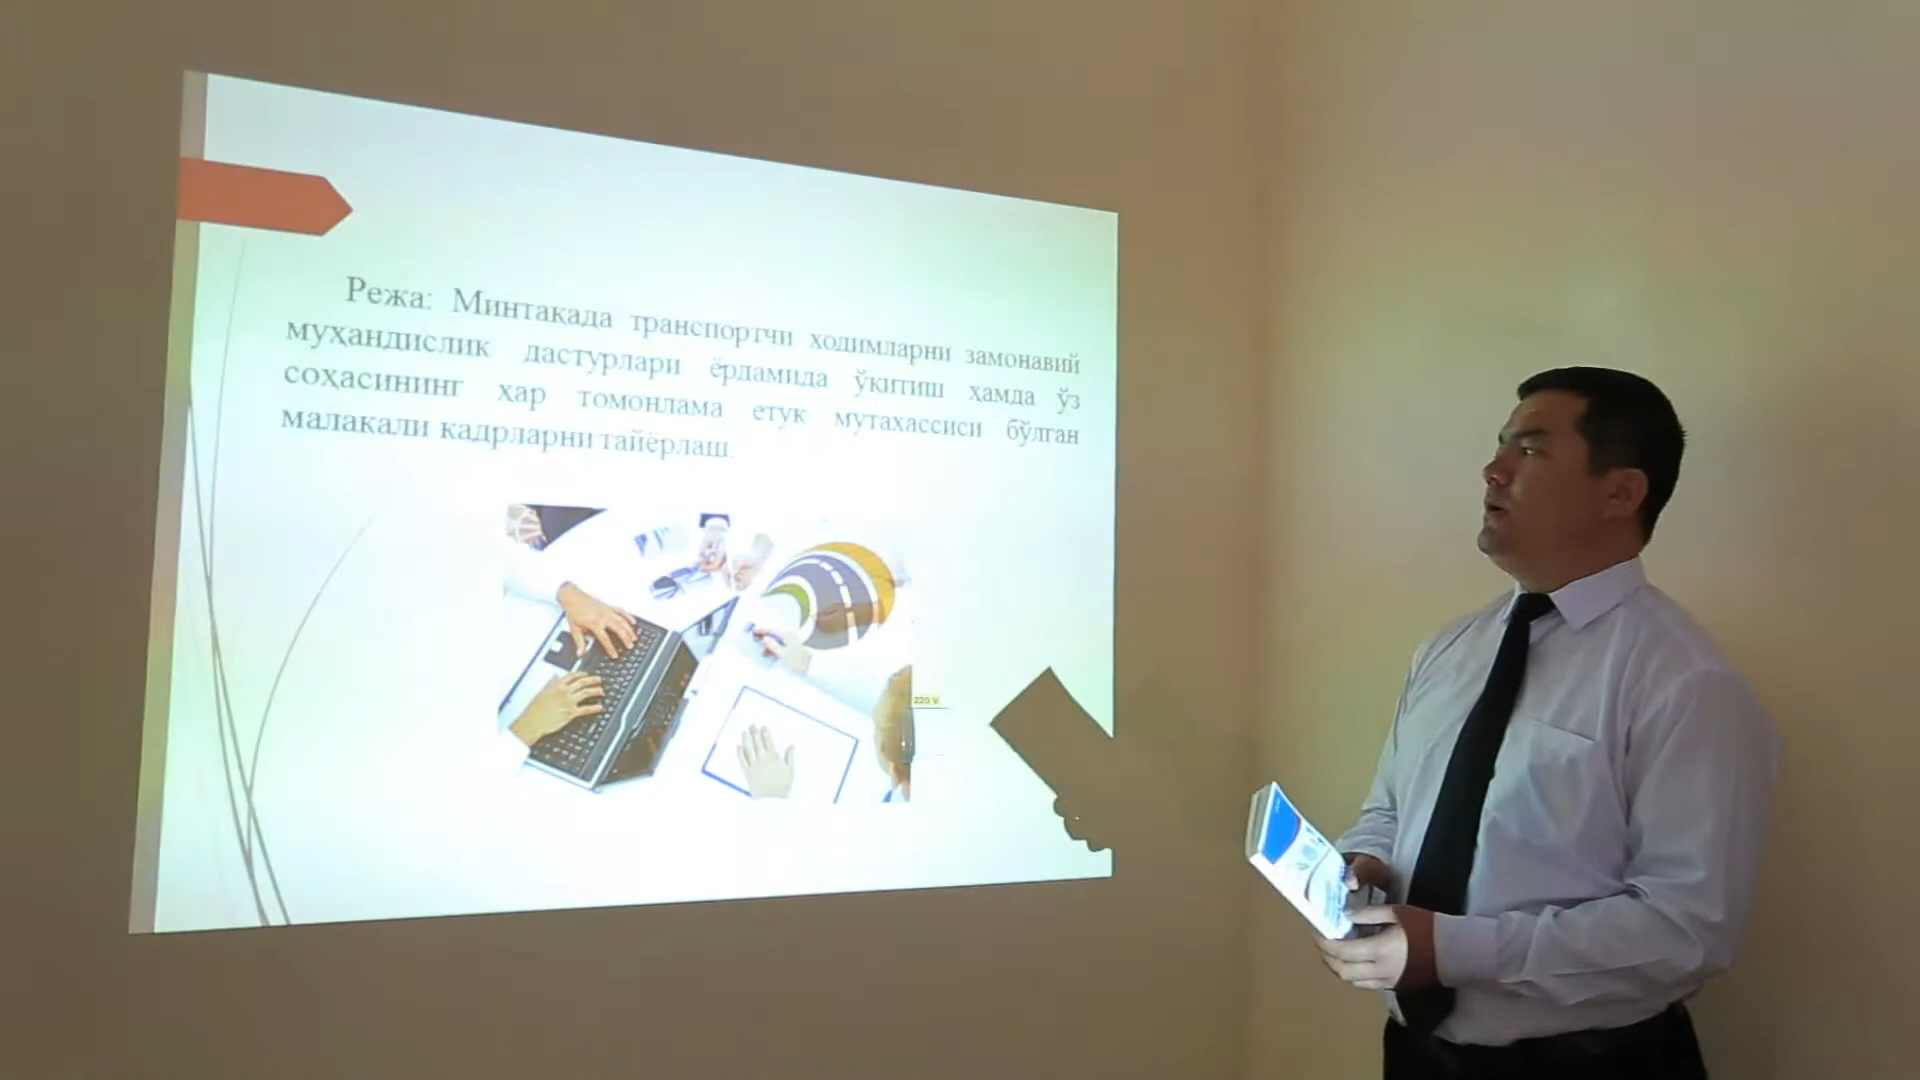 Режа: Минтақада транспортчи ходимларни замонавий
муҳандислик дастурлари ёрдамида ўқитиш ҳамда ўз
соҳасининг ҳар томонлама етук мутахассиси бўлган
малакали кадрларни тайёрлаш.
220 V